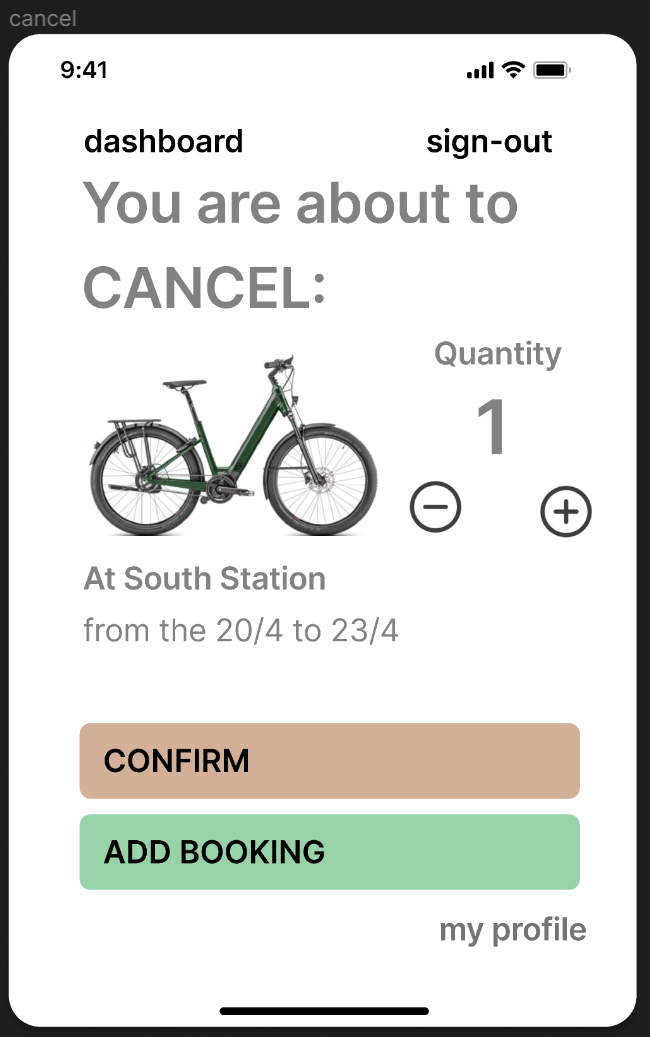 cancel
9:41
dashboard sign-out
You are about to
CANCEL:
Quantity
1
At South Station
from the 20/4 to 23/4
CONFIRM
ADD BOOKING
my profile